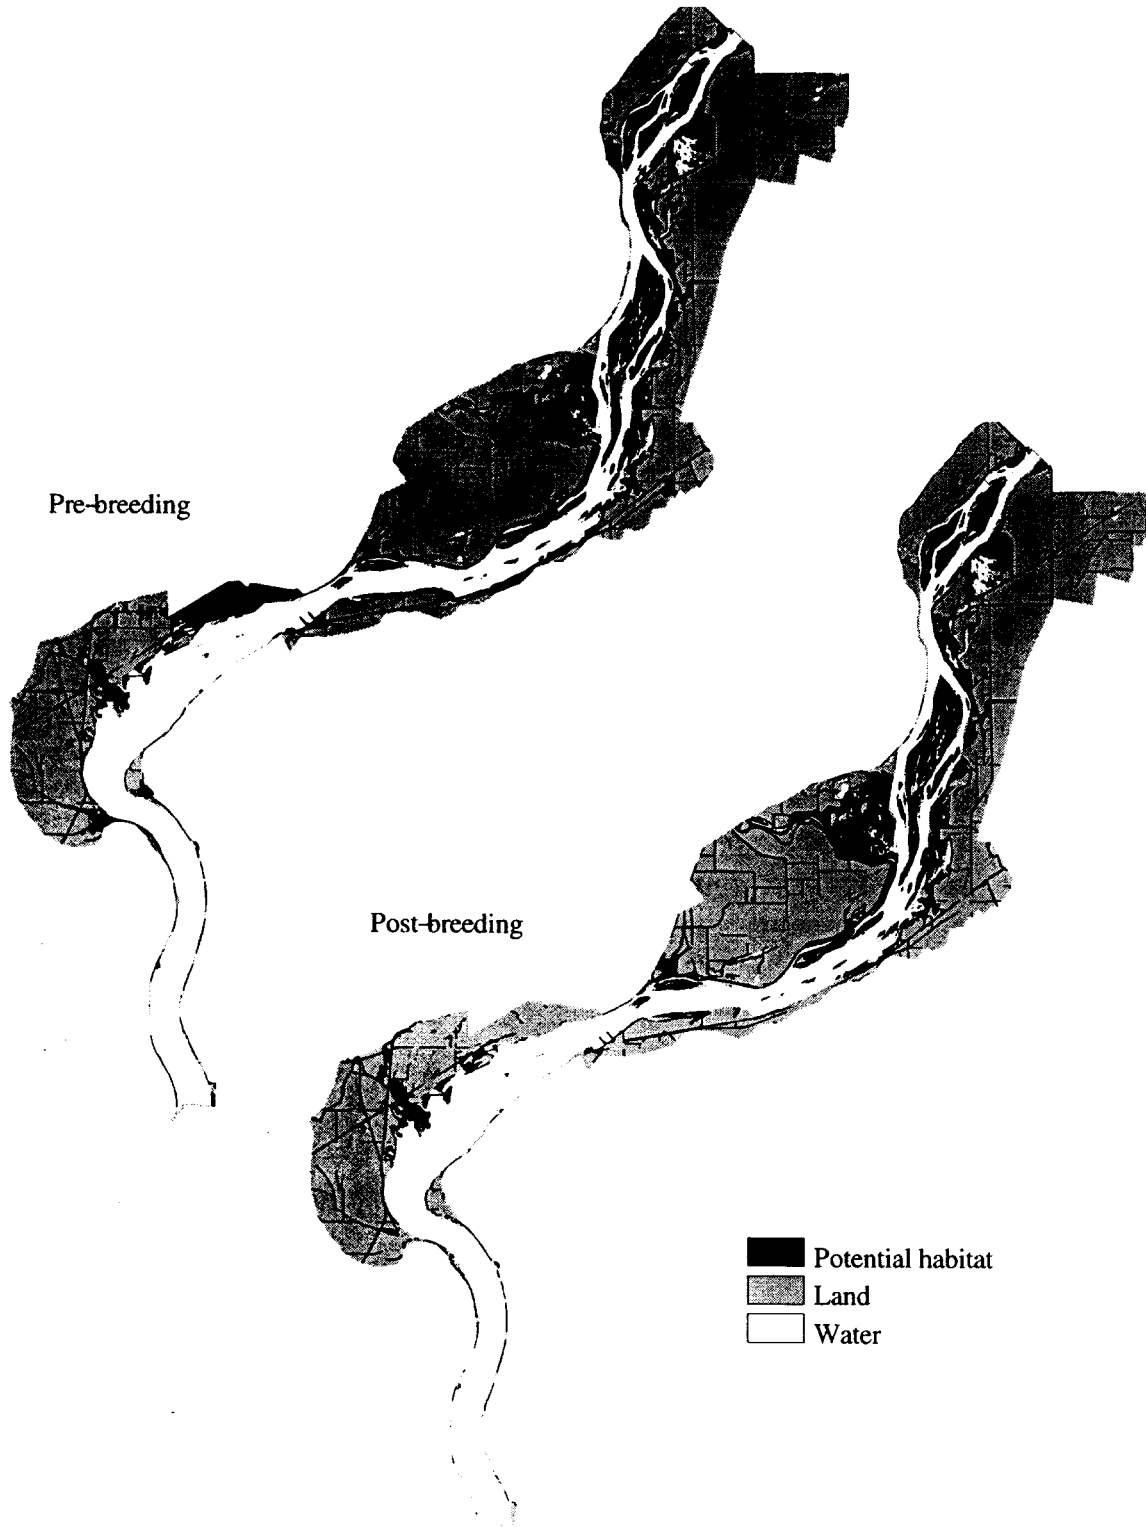 Pre-breeding
Post-breeding
Potential habitat
Land
Water